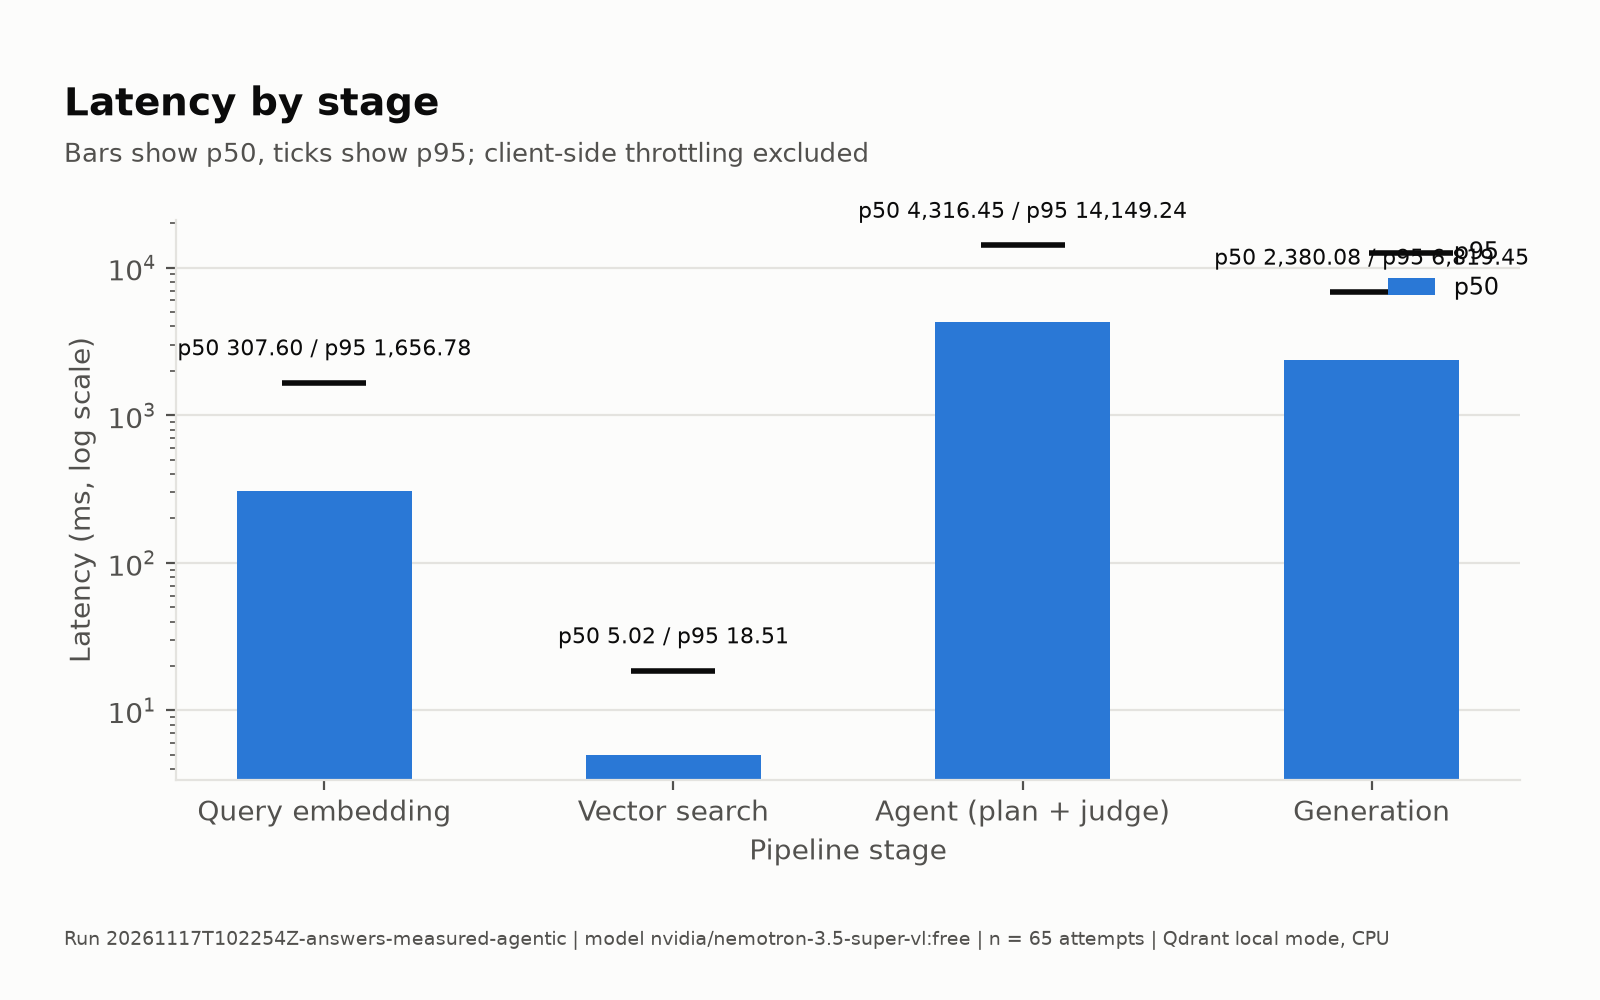 Latency by stage
Bars show p50, ticks show p95; client-side throttling excluded
p50 4,316.45 / p95 14,149.24
p50 2,380.08 / p95 6,819.45
p95
p50
p50 307.60 / p95 1,656.78
p50 5.02 / p95 18.51
Latency (ms, log scale)
10⁴
10³
10²
10¹
Query embedding
Vector search
Agent (plan + judge)
Generation
Pipeline stage
Run 20261117T102254Z-answers-measured-agentic | model nvidia/nemotron-3.5-super-vl:free | n = 65 attempts | Qdrant local mode, CPU